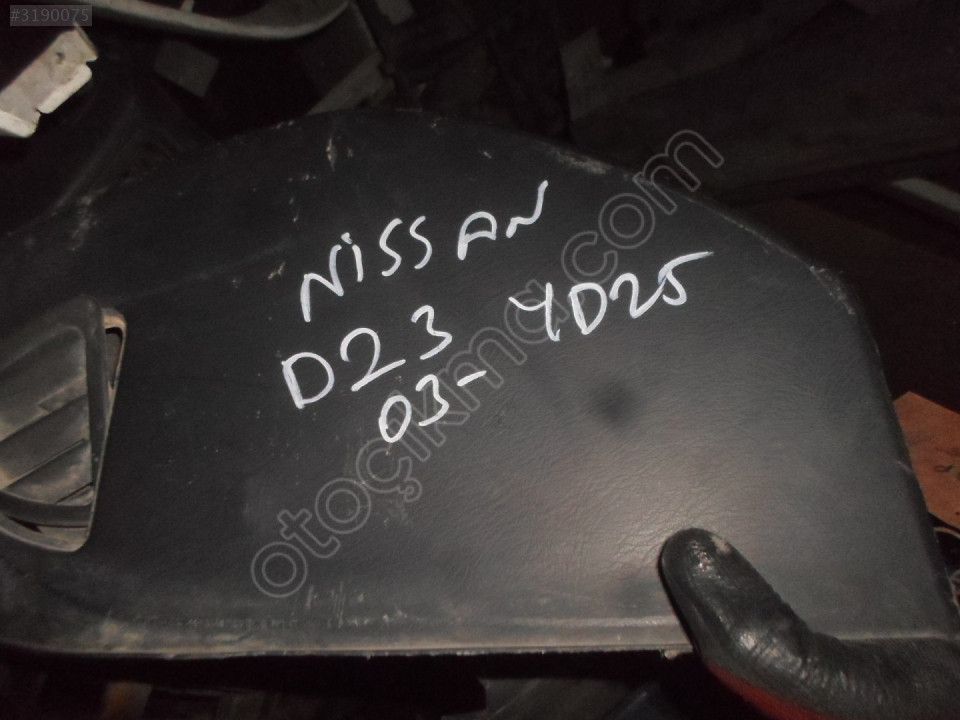 #3190075
NiSSAN
D23 YD25
03-
otoçıkma.com